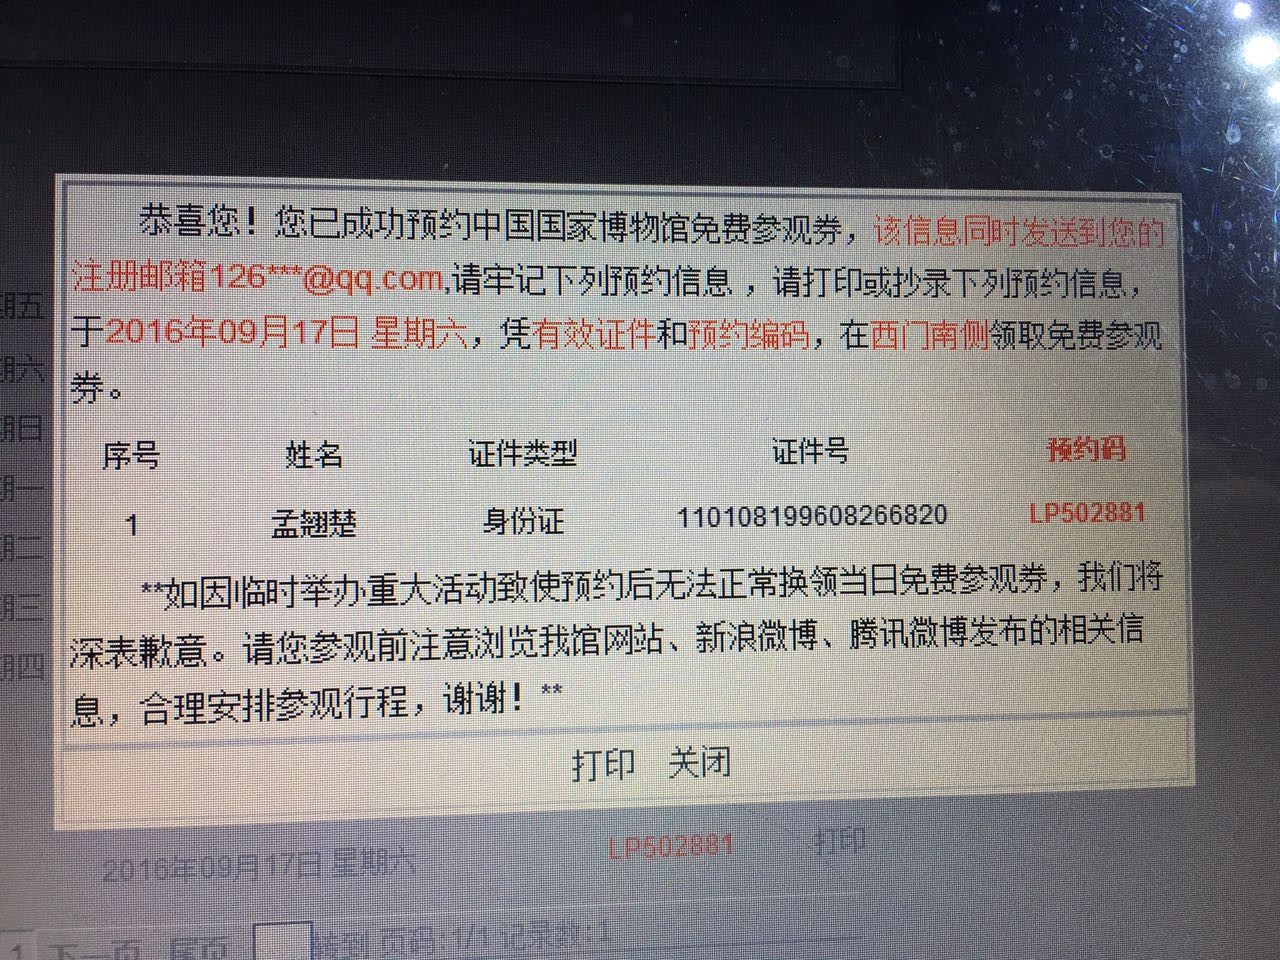 恭喜您！您已成功预约中国国家博物馆免费参观券，该信息同时发送到您的
注册邮箱126***@qq.com,请牢记下列预约信息，请打印或抄录下列预约信息，
于2016年09月17日 星期六，凭有效证件和预约编码，在西门南侧领取免费参观
券。
序号 姓名 证件类型 证件号 预约码
1 孟翘楚 身份证 110108199608266820 LP502881
**如因临时举办重大活动致使预约后无法正常换领当日免费参观券，我们将
深表歉意。请您参观前注意浏览我馆网站、新浪微博、腾讯微博发布的相关信
息，合理安排参观行程，谢谢！**
打印 关闭
期五
期六
期日
期一
期二
期三
期四
2016年09月17日 星期六 LP502881 打印
1 下一页 尾页 转到 页码:1/1 记录数:1